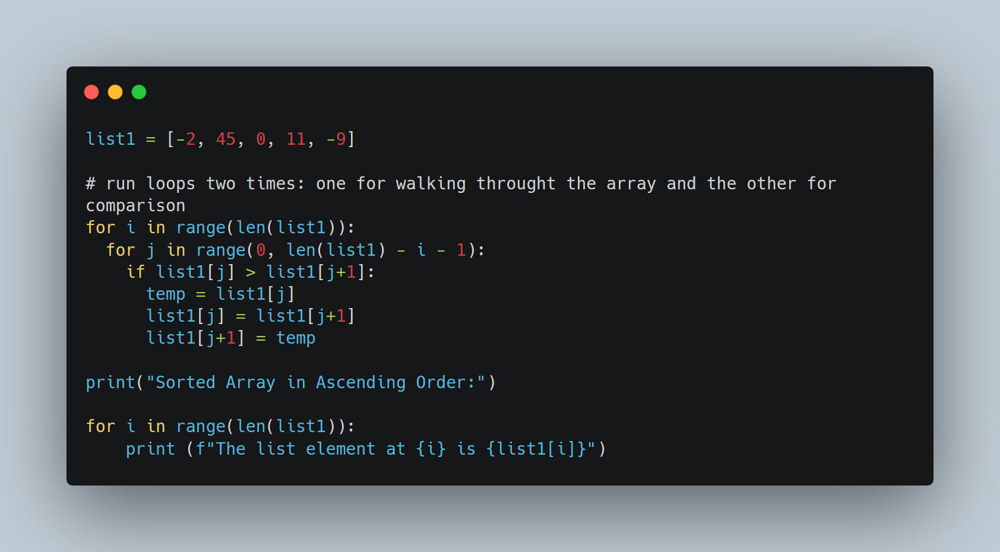 list1 = [-2, 45, 0, 11, -9]

# run loops two times: one for walking throught the array and the other for
comparison
for i in range(len(list1)):
  for j in range(0, len(list1) - i - 1):
    if list1[j] > list1[j+1]:
      temp = list1[j]
      list1[j] = list1[j+1]
      list1[j+1] = temp

print("Sorted Array in Ascending Order:")

for i in range(len(list1)):
    print (f"The list element at {i} is {list1[i]}")